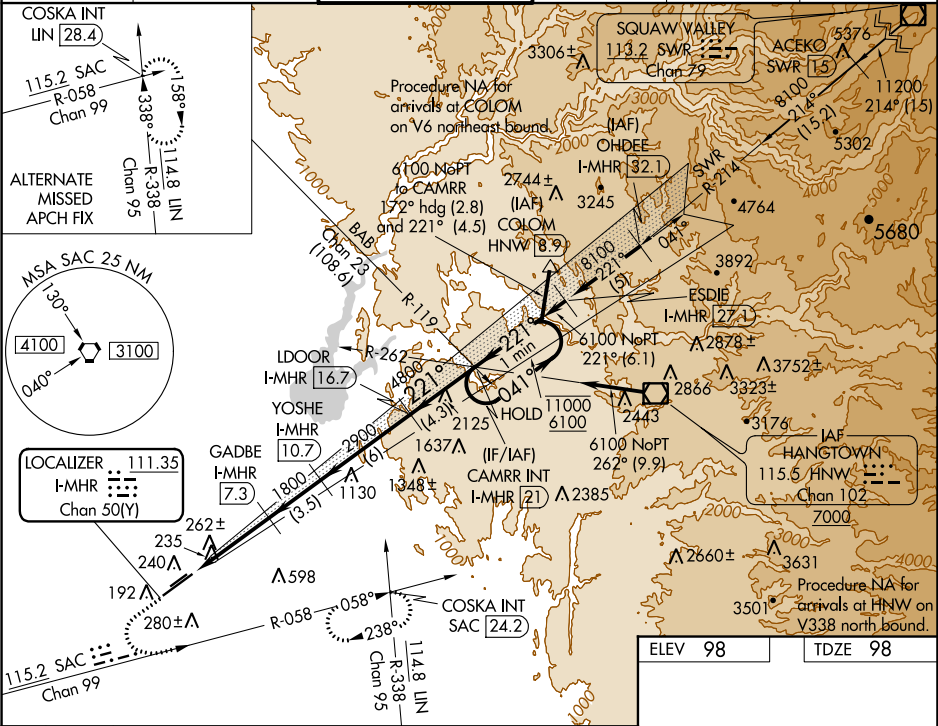 COSKA INT
LIN 28.4
115.2 SAC
R-058
Chan 99
338°
158°
R-338
Chan 95
114.8 LIN
ALTERNATE
MISSED
APCH FIX
MSA SAC 25 NM
130°
4100
3100
040°
LOCALIZER 111.35
I-MHR
Chan 50(Y)
Procedure NA for
arrivals at COLOM
on V6 northeast bound.
3306±
SQUAW VALLEY
113.2 SWR
Chan 79
ACEKO
SWR 15
5376
11200
214° (15)
8100
214°
(15.2)
5302
3000
SWR
R-214
(IAF)
OHDEE
I-MHR 32.1
6100 NoPT
to CAMRR
172° hdg (2.8)
and 221° (4.5)
2744±
3245
(IAF)
COLOM
HNW 8.9
4764
5680
3892
041°
8100
221°
(5)
ESDIE
I-MHR 27.1
BAB
Chan 23
(108.6)
R-119
1000
1000
221°
1 min
041°
HOLD
6100 NoPT
221° (6.1)
2878±
3752±
2866
3323±
11000
6100
2443
3176
R-262
6100 NoPT
262° (9.9)
IAF
HANGTOWN
115.5 HNW
Chan 102
7000
LDOOR
I-MHR
16.7
4800
221°
(4.3)
2125
1637
(IF/IAF)
CAMRR INT
I-MHR 21
2385
YOSHE
I-MHR
10.7
2900
(6)
1348±
1130
GADBE
I-MHR
7.3
1800
(3.5)
262±
235
240
192
280±
598
2000
2660±
3631
4000
3501
3000
1000
Procedure NA for
arrivals at HNW on
V338 north bound.
115.2 SAC
Chan 99
R-058
058°
238°
COSKA INT
SAC 24.2
R-338
Chan 95
114.8 LIN
ELEV 98
TDZE 98